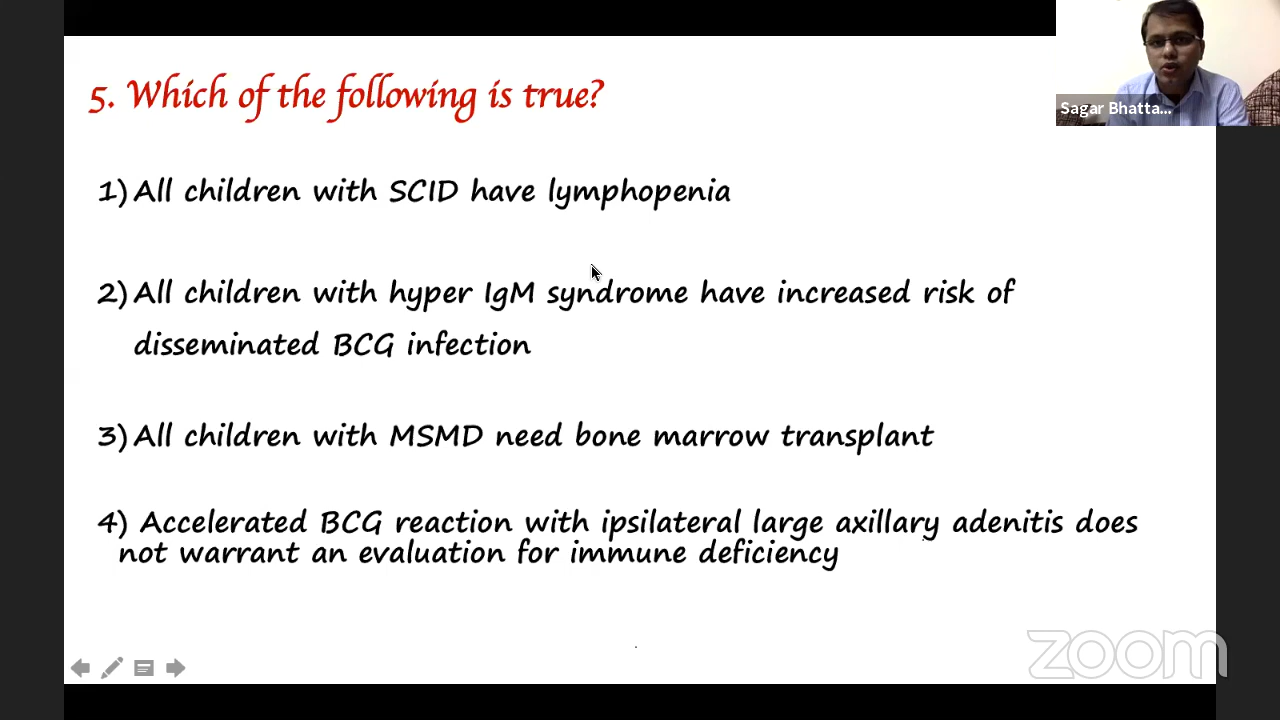 5. Which of the following is true?
Sagar Bhatta...
1) All children with SCID have lymphopenia
2) All children with hyper IgM syndrome have increased risk of
disseminated BCG infection
3) All children with MSMD need bone marrow transplant
4) Accelerated BCG reaction with ipsilateral large axillary adenitis does
not warrant an evaluation for immune deficiency
zoom